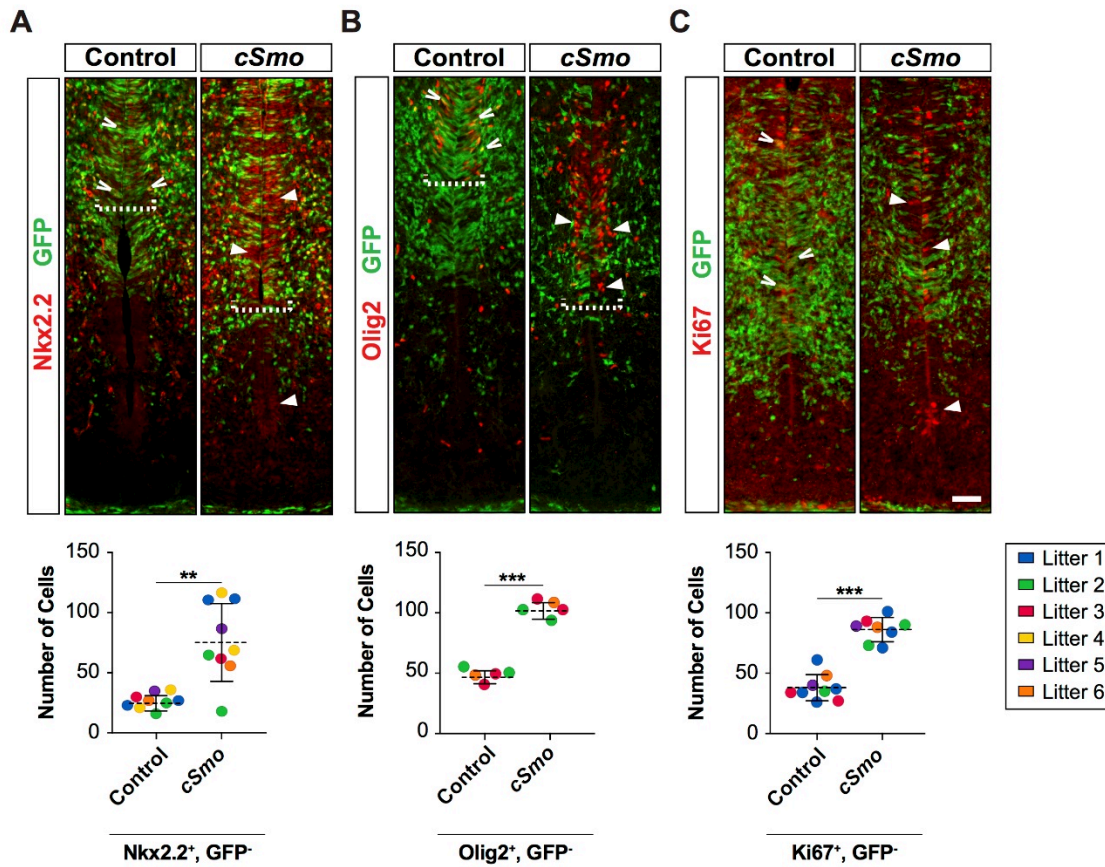 A
B
C
Control
cSmo
Control
cSmo
Control
cSmo
Nkx2.2 GFP
Olig2 GFP
Ki67 GFP
Number of Cells
150
100
50
0
**
Control
cSmo
Nkx2.2⁺, GFP⁻
Number of Cells
150
100
50
0
***
Control
cSmo
Olig2⁺, GFP⁻
Number of Cells
150
100
50
0
***
Control
cSmo
Ki67⁺, GFP⁻
Litter 1
Litter 2
Litter 3
Litter 4
Litter 5
Litter 6